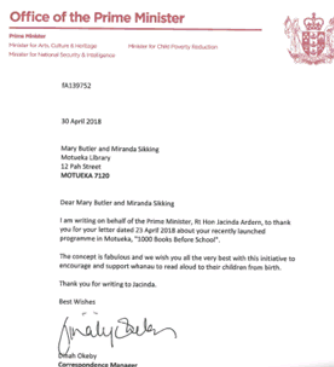 Office of the Prime Minister
Prime Minister
Minister for Arts, Culture & Heritage
Minister for Child Poverty Reduction
Minister for National Security & Intelligence
TA139752
30 April 2018
Mary Butler and Miranda Sikking
Motueka Library
12 Pah Street
MOTUEKA 7120
Dear Mary Butler and Miranda Sikking
I am writing on behalf of the Prime Minister, Rt Hon Jacinda Ardern, to thank
you for your letter dated 23 April 2018 about your recently launched
programme in Motueka, "1000 Books Before School".
The concept is fabulous and we wish you all the very best with this initiative to
encourage and support whanau to read aloud to their children from birth.
Thank you for writing to Jacinda.
Best Wishes
Dinah Okeby
Correspondence Manager